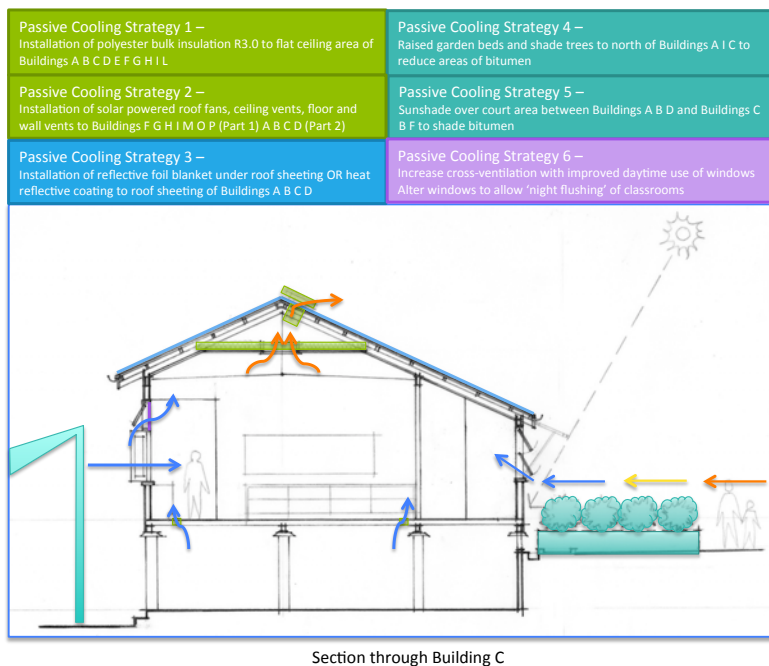 Passive Cooling Strategy 1 –
Installation of polyester bulk insulation R3.0 to flat ceiling area of
Buildings A B C D E F G H I L
Passive Cooling Strategy 2 –
Installation of solar powered roof fans, ceiling vents, floor and
wall vents to Buildings F G H I M O P (Part 1) A B C D (Part 2)
Passive Cooling Strategy 3 –
Installation of reflective foil blanket under roof sheeting OR heat
reflective coating to roof sheeting of Buildings A B C D
Passive Cooling Strategy 4 –
Raised garden beds and shade trees to north of Buildings A I C to
reduce areas of bitumen
Passive Cooling Strategy 5 –
Sunshade over court area between Buildings A B D and Buildings C
B F to shade bitumen
Passive Cooling Strategy 6 –
Increase cross-ventilation with improved daytime use of windows
Alter windows to allow ‘night flushing’ of classrooms
Section through Building C